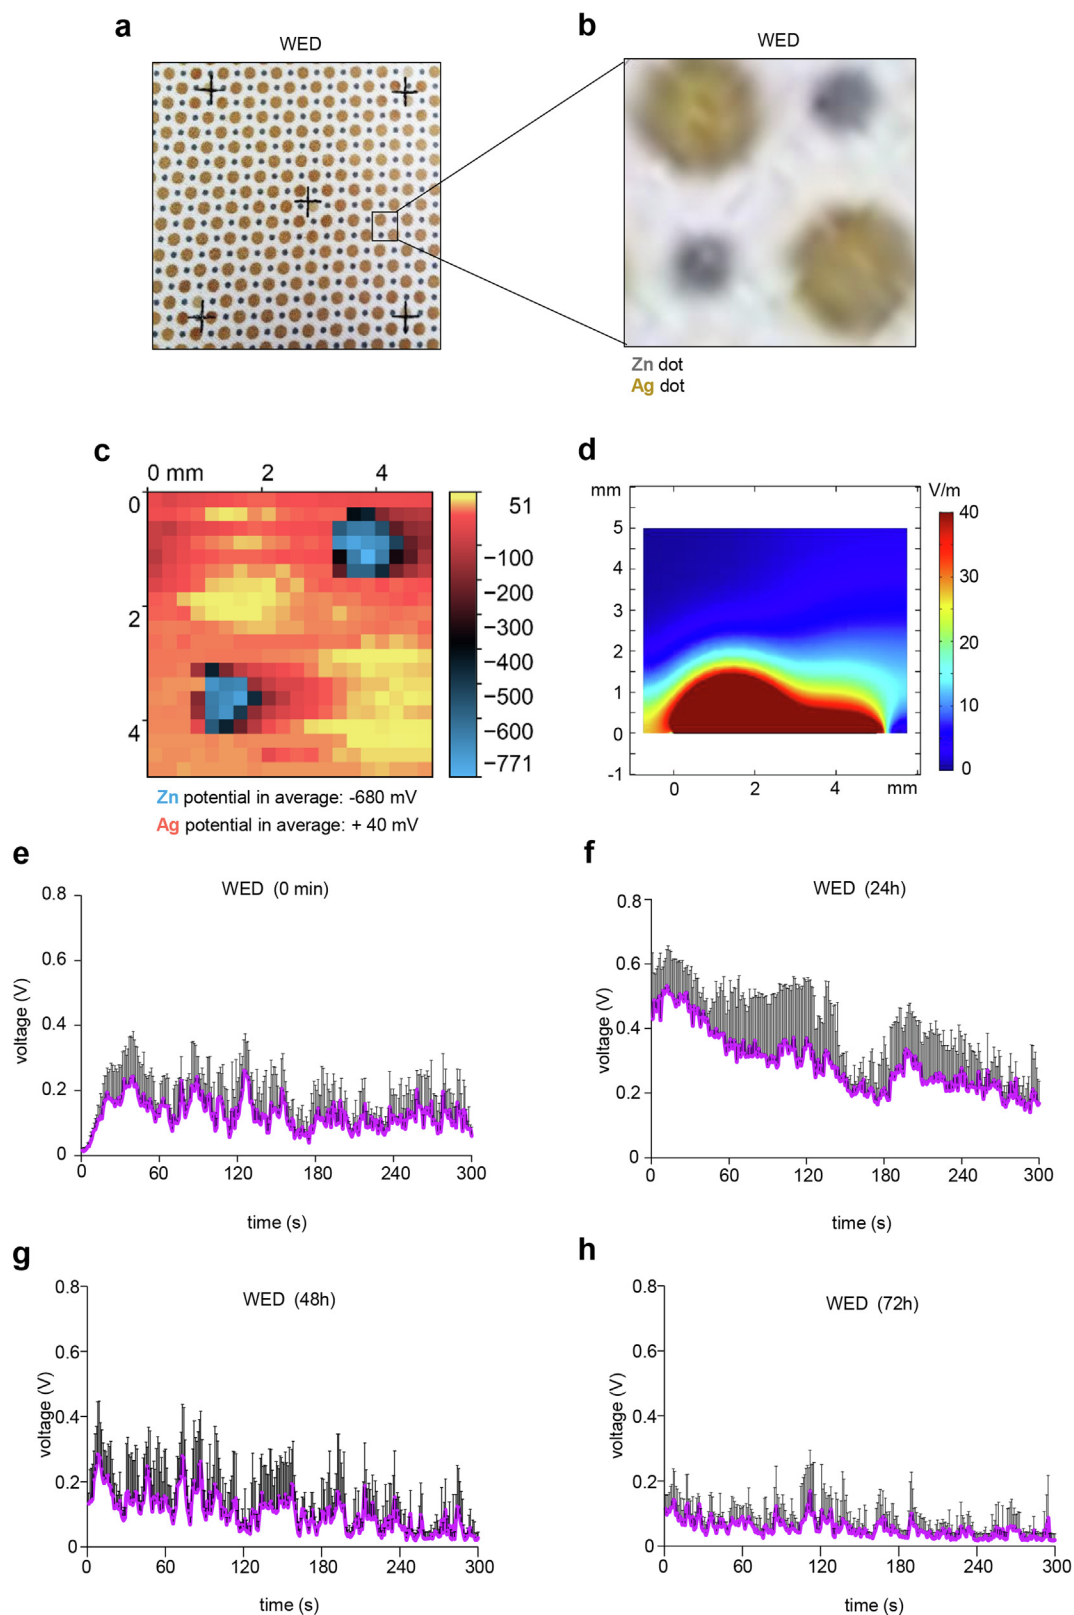 a
WED
b
WED
Zn dot
Ag dot
c
0 mm 2 4
0
2
4
51
−100
−200
−300
−400
−500
−600
−771
Zn potential in average: -680 mV
Ag potential in average: + 40 mV
d
mm
5
4
3
2
1
0
-1
0 2 4 mm
V/m
40
30
20
10
0
e
WED (0 min)
voltage (V)
0.8
0.6
0.4
0.2
0
0 60 120 180 240 300
time (s)
f
WED (24h)
voltage (V)
0.8
0.6
0.4
0.2
0
0 60 120 180 240 300
time (s)
g
WED (48h)
voltage (V)
0.8
0.6
0.4
0.2
0
0 60 120 180 240 300
time (s)
h
WED (72h)
voltage (V)
0.8
0.6
0.4
0.2
0
0 60 120 180 240 300
time (s)